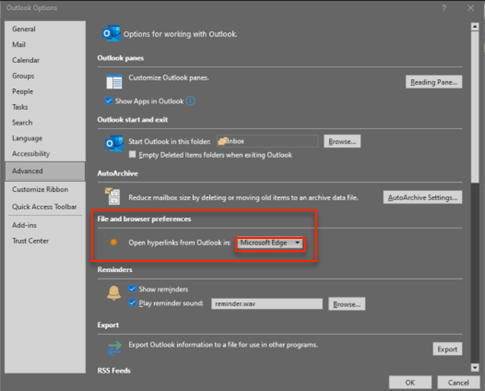 Outlook Options
?
General
Mail
Calendar
Groups
People
Tasks
Search
Language
Accessibility
Advanced
Customize Ribbon
Quick Access Toolbar
Add-ins
Trust Center
Options for working with Outlook.
Outlook panes
Customize Outlook panes.
Reading Pane...
Show Apps in Outlook
Outlook start and exit
Start Outlook in this folder: Inbox Browse...
Empty Deleted Items folders when exiting Outlook
AutoArchive
Reduce mailbox size by deleting or moving old items to an archive data file.
AutoArchive Settings...
File and browser preferences
Open hyperlinks from Outlook in: Microsoft Edge
Reminders
Show reminders
Play reminder sound: reminder.wav Browse...
Export
Export Outlook information to a file for use in other programs.
Export
RSS Feeds
OK Cancel